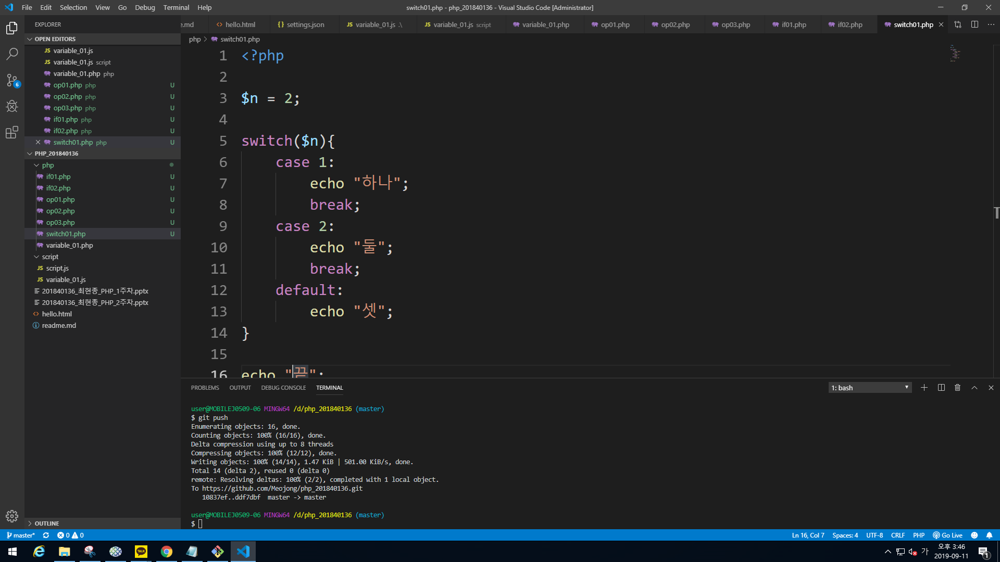 File Edit Selection View Go Debug Terminal Help
switch01.php - php_201840136 - Visual Studio Code [Administrator]
EXPLORER
e.md
hello.html
settings.json
JS variable_01.js .\
JS variable_01.js script
variable_01.php
op01.php
op02.php
op03.php
if01.php
if02.php
switch01.php
OPEN EDITORS
JS variable_01.js
JS variable_01.js script
variable_01.php php
op01.php php U
op02.php php U
op03.php php U
if01.php php U
if02.php php U
switch01.php php U
PHP_201840136
php
if01.php U
if02.php U
op01.php U
op02.php U
op03.php U
switch01.php U
variable_01.php
script
JS script.js
JS variable_01.js
201840136_최현종_PHP_1주차.pptx
201840136_최현종_PHP_2주차.pptx
hello.html
readme.md
OUTLINE
6
php > switch01.php
1 <?php
2
3 $n = 2;
4
5 switch($n){
6 case 1:
7 echo "하나";
8 break;
9 case 2:
10 echo "둘";
11 break;
12 default:
13 echo "셋";
14 }
15
16 echo "끝";
PROBLEMS OUTPUT DEBUG CONSOLE TERMINAL
1: bash
user@MOBILEJ0509-06 MINGW64 /d/php_201840136 (master)
$ git push
Enumerating objects: 16, done.
Counting objects: 100% (16/16), done.
Delta compression using up to 8 threads
Compressing objects: 100% (12/12), done.
Writing objects: 100% (14/14), 1.47 KiB | 501.00 KiB/s, done.
Total 14 (delta 2), reused 0 (delta 0)
remote: Resolving deltas: 100% (2/2), completed with 1 local object.
To https://github.com/Meojong/php_201840136.git
10837ef..ddf7dbf master -> master
user@MOBILEJ0509-06 MINGW64 /d/php_201840136 (master)
$
master* 0 0
Ln 16, Col 7 Spaces: 4 UTF-8 CRLF PHP Go Live
TALK
가
오후 3:46
2019-09-11
1